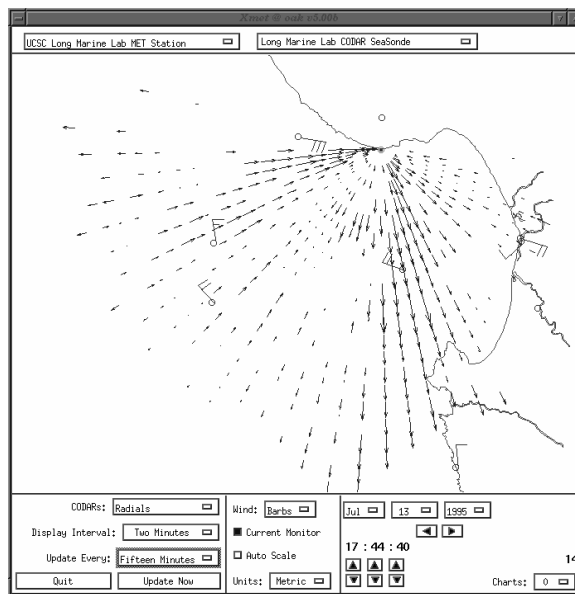 Xmet @ oak v3.00b
UCSC Long Marine Lab MET Station
Long Marine Lab CODAR SeaSonde
CODARs: Radials
Display Interval: Two Minutes
Update Every: Fifteen Minutes
Quit
Update Now
Wind: Barbs
Current Monitor
Auto Scale
Units: Metric
Jul 13 1995
17 : 44 : 40
14
Charts: 0